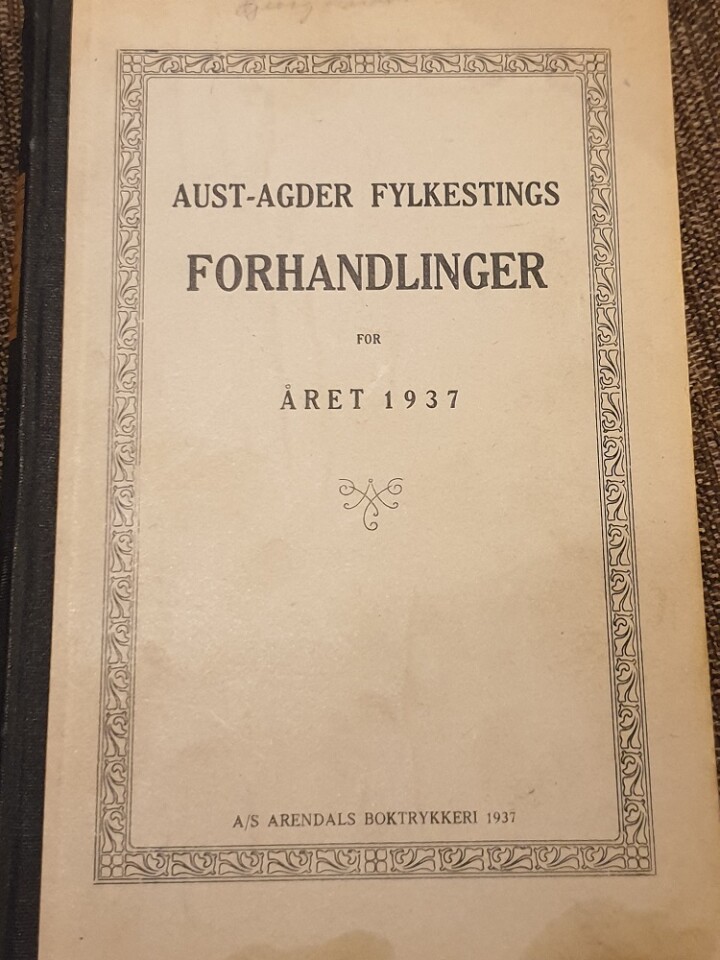 AUST-AGDER FYLKESTINGS
FORHANDLINGER
FOR
ÅRET 1937
A/S ARENDALS BOKTRYKKERI 1937